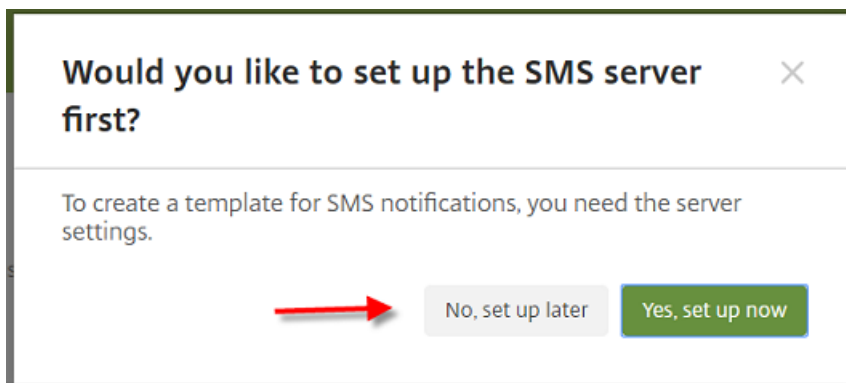 Would you like to set up the SMS server
first?
To create a template for SMS notifications, you need the server
settings.
No, set up later
Yes, set up now